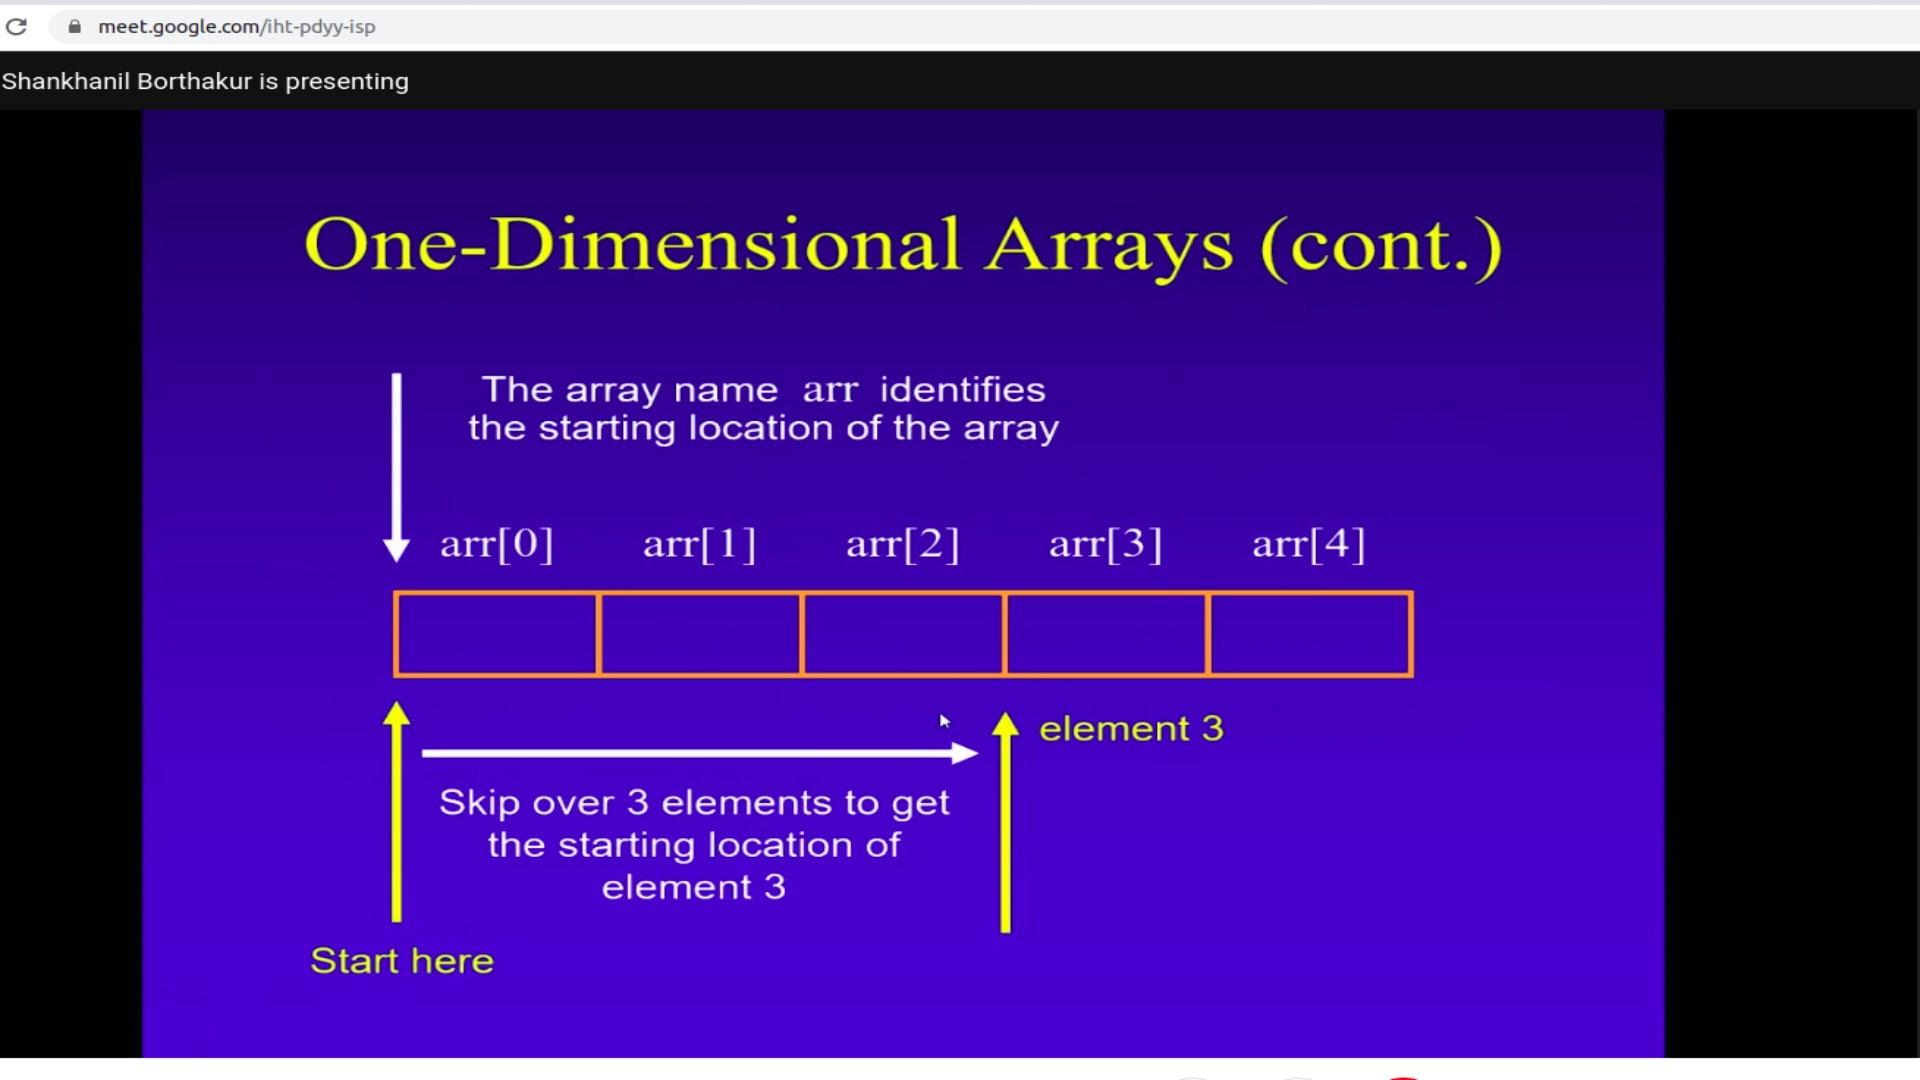 meet.google.com/iht-pdyy-isp
Shankhanil Borthakur is presenting
One-Dimensional Arrays (cont.)
The array name arr identifies
the starting location of the array
arr[0] arr[1] arr[2] arr[3] arr[4]
element 3
Skip over 3 elements to get
the starting location of
element 3
Start here